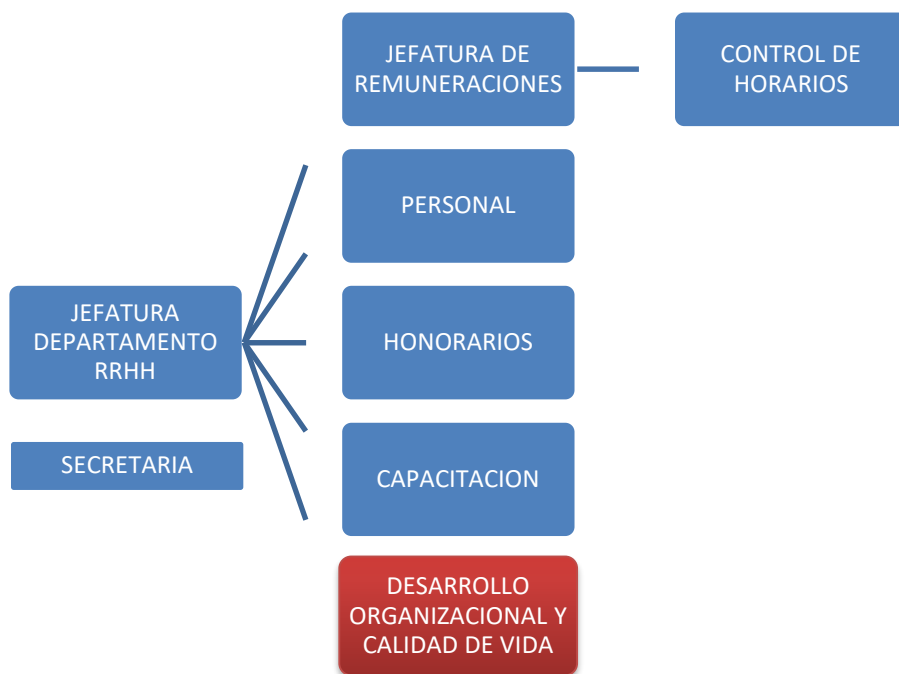 JEFATURA DE
REMUNERACIONES
CONTROL DE
HORARIOS
PERSONAL
JEFATURA
DEPARTAMENTO
RRHH
HONORARIOS
SECRETARIA
CAPACITACION
DESARROLLO
ORGANIZACIONAL Y
CALIDAD DE VIDA